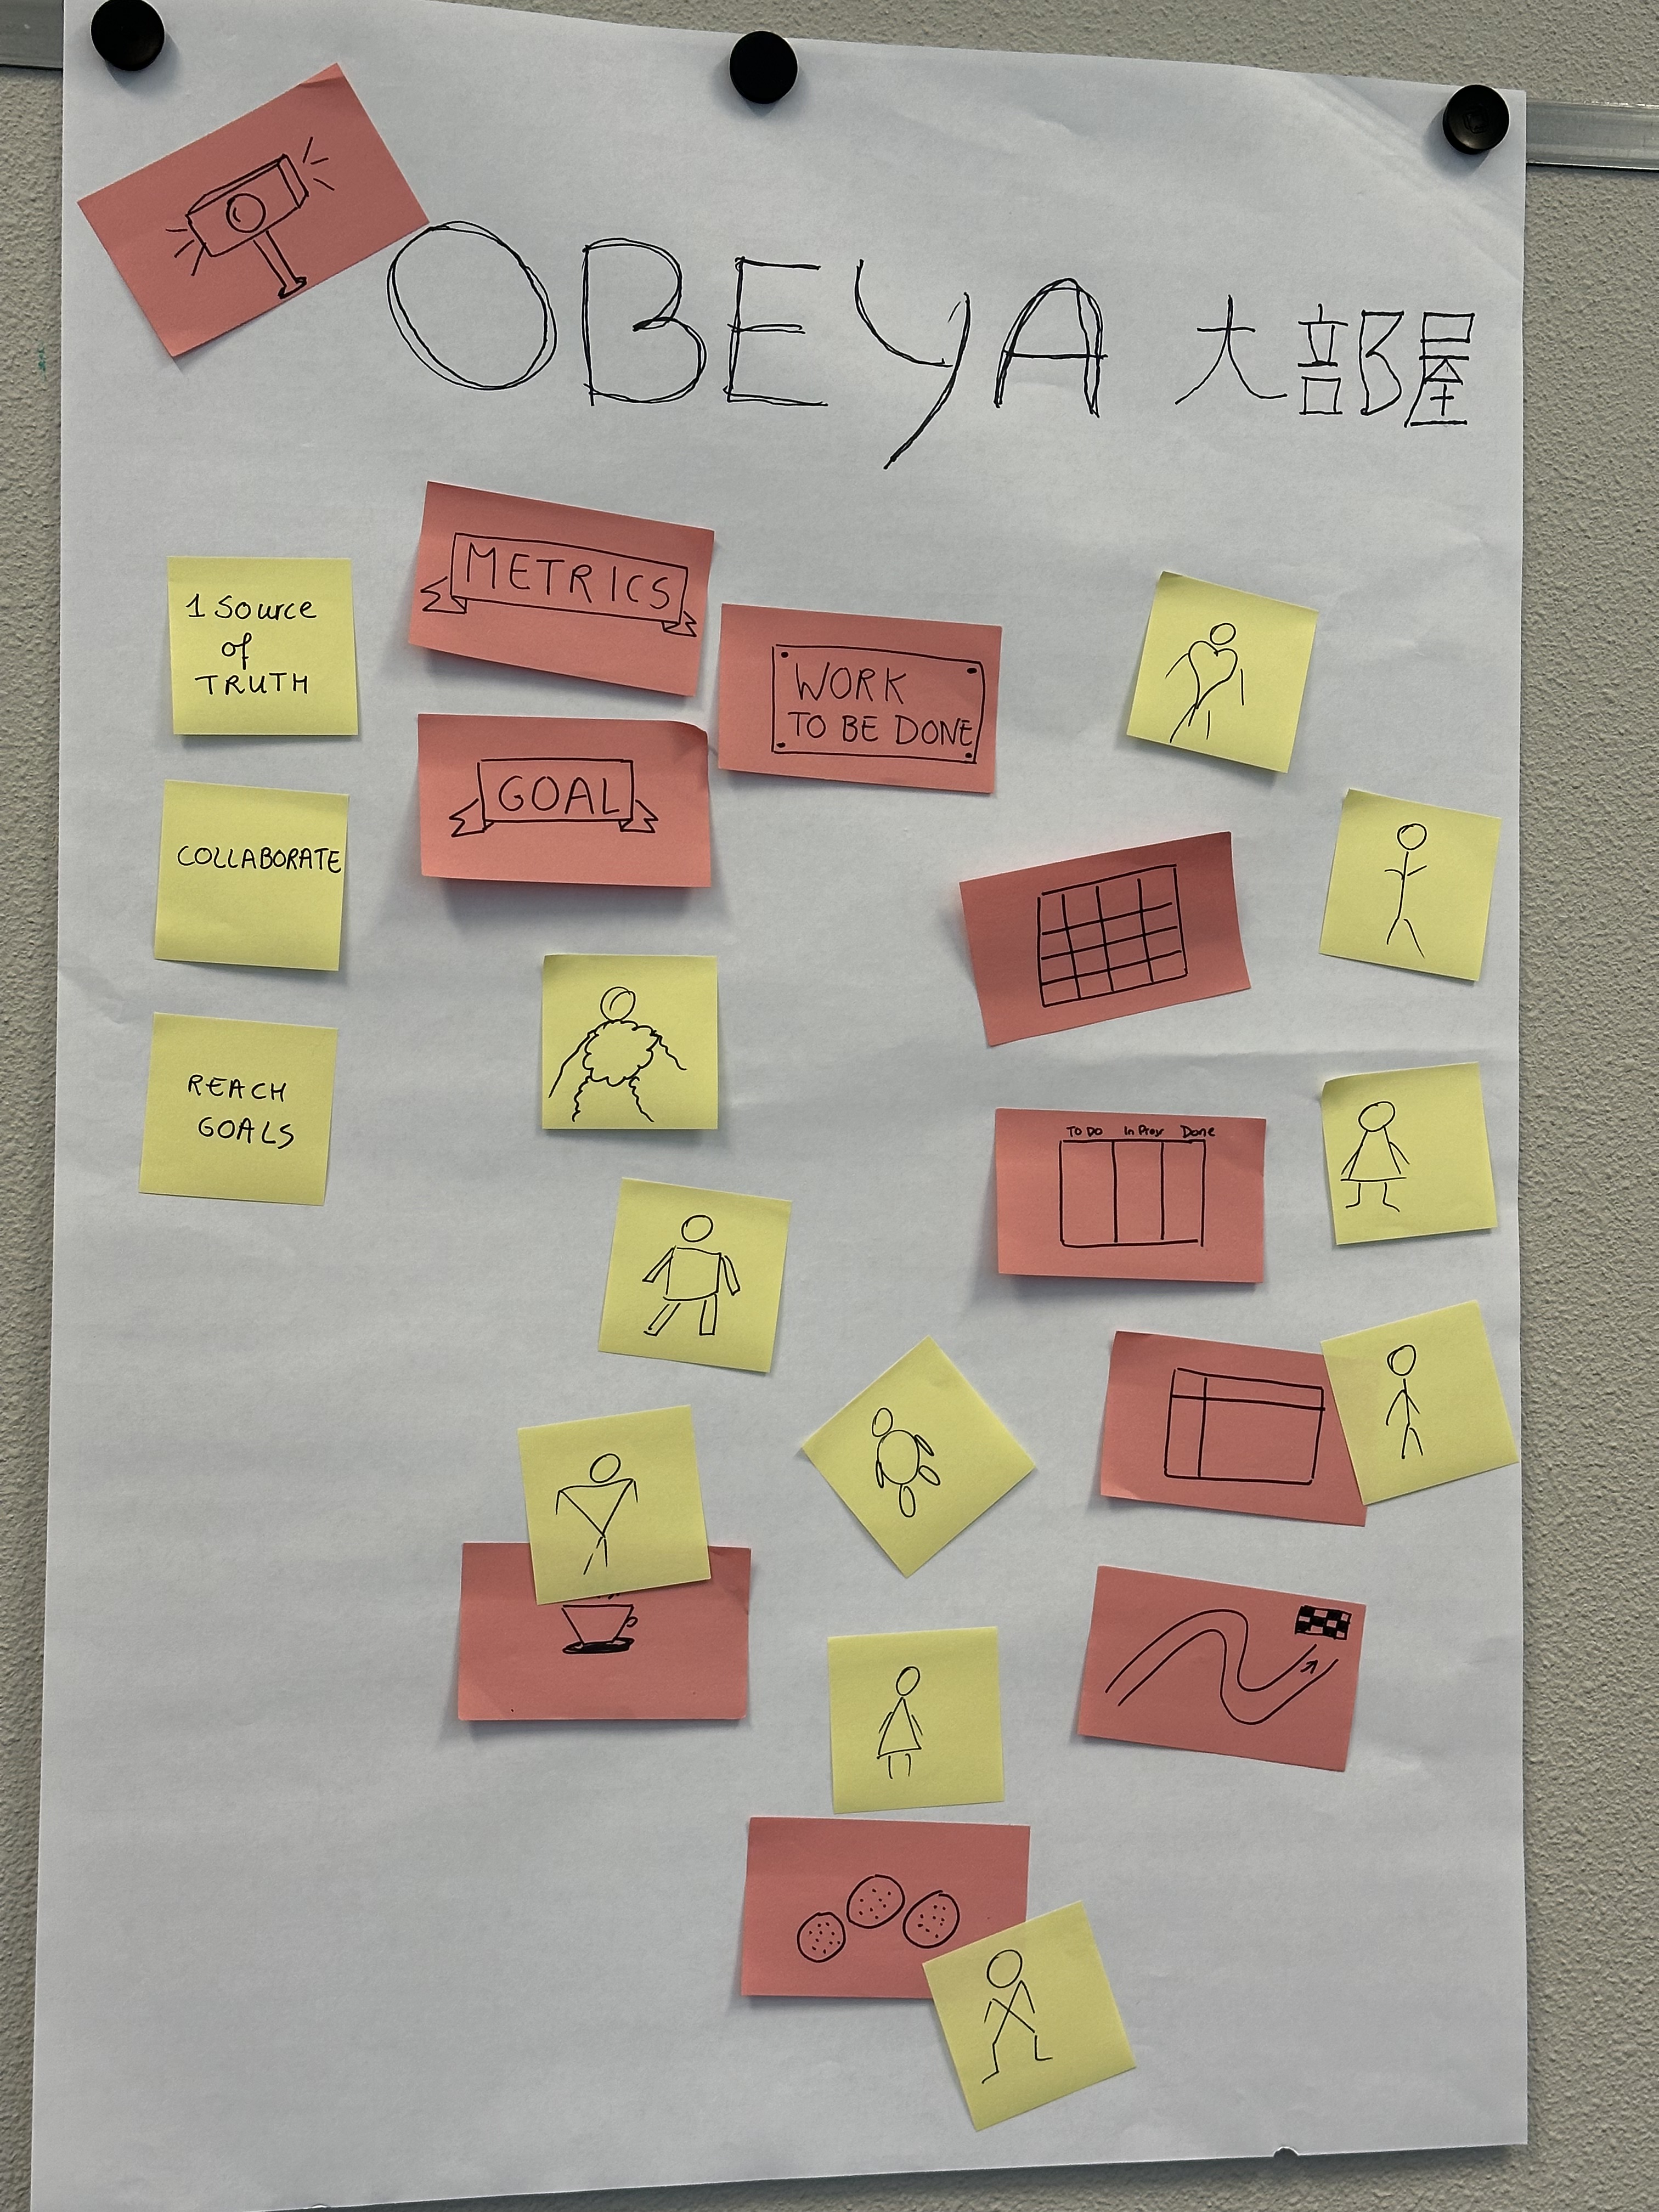 OBEYA 大部屋
METRICS
1 Source
of
TRUTH
WORK
TO BE DONE
GOAL
COLLABORATE
REACH
GOALS
To Do In Prog Done